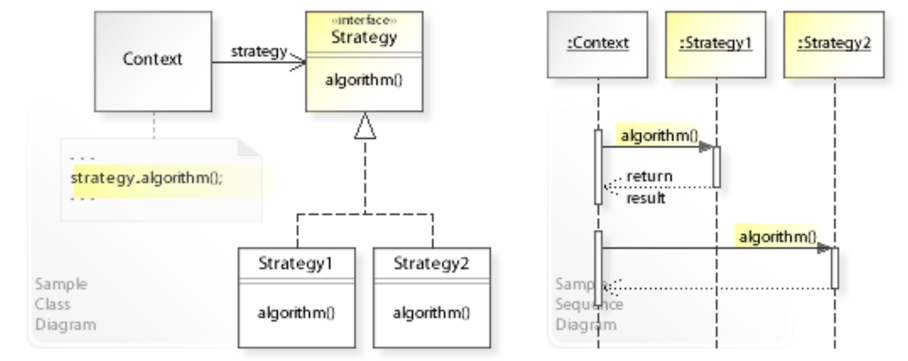 «interface»
Strategy
algorithm()
Context
strategy
- - -
strategy.algorithm();
- - -
Strategy1
algorithm()
Strategy2
algorithm()
Sample
Class
Diagram
:Context
:Strategy1
:Strategy2
algorithm()
return
result
algorithm()
Sample
Sequence
Diagram